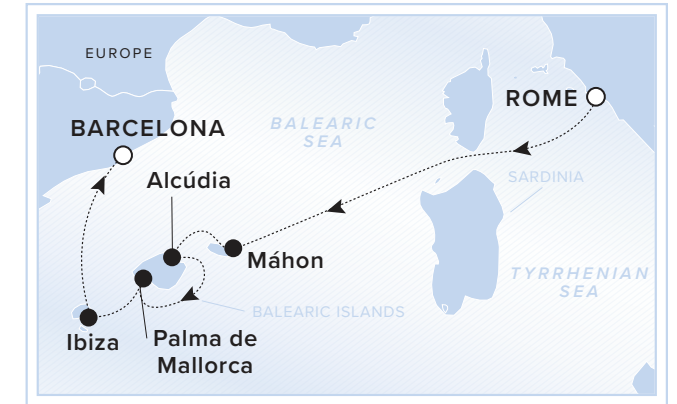 EUROPE
ROME
BARCELONA
BALEARIC
SEA
Alcúdia
SARDINIA
Máhon
TYRRHENIAN
SEA
BALEARIC ISLANDS
Ibiza
Palma de
Mallorca